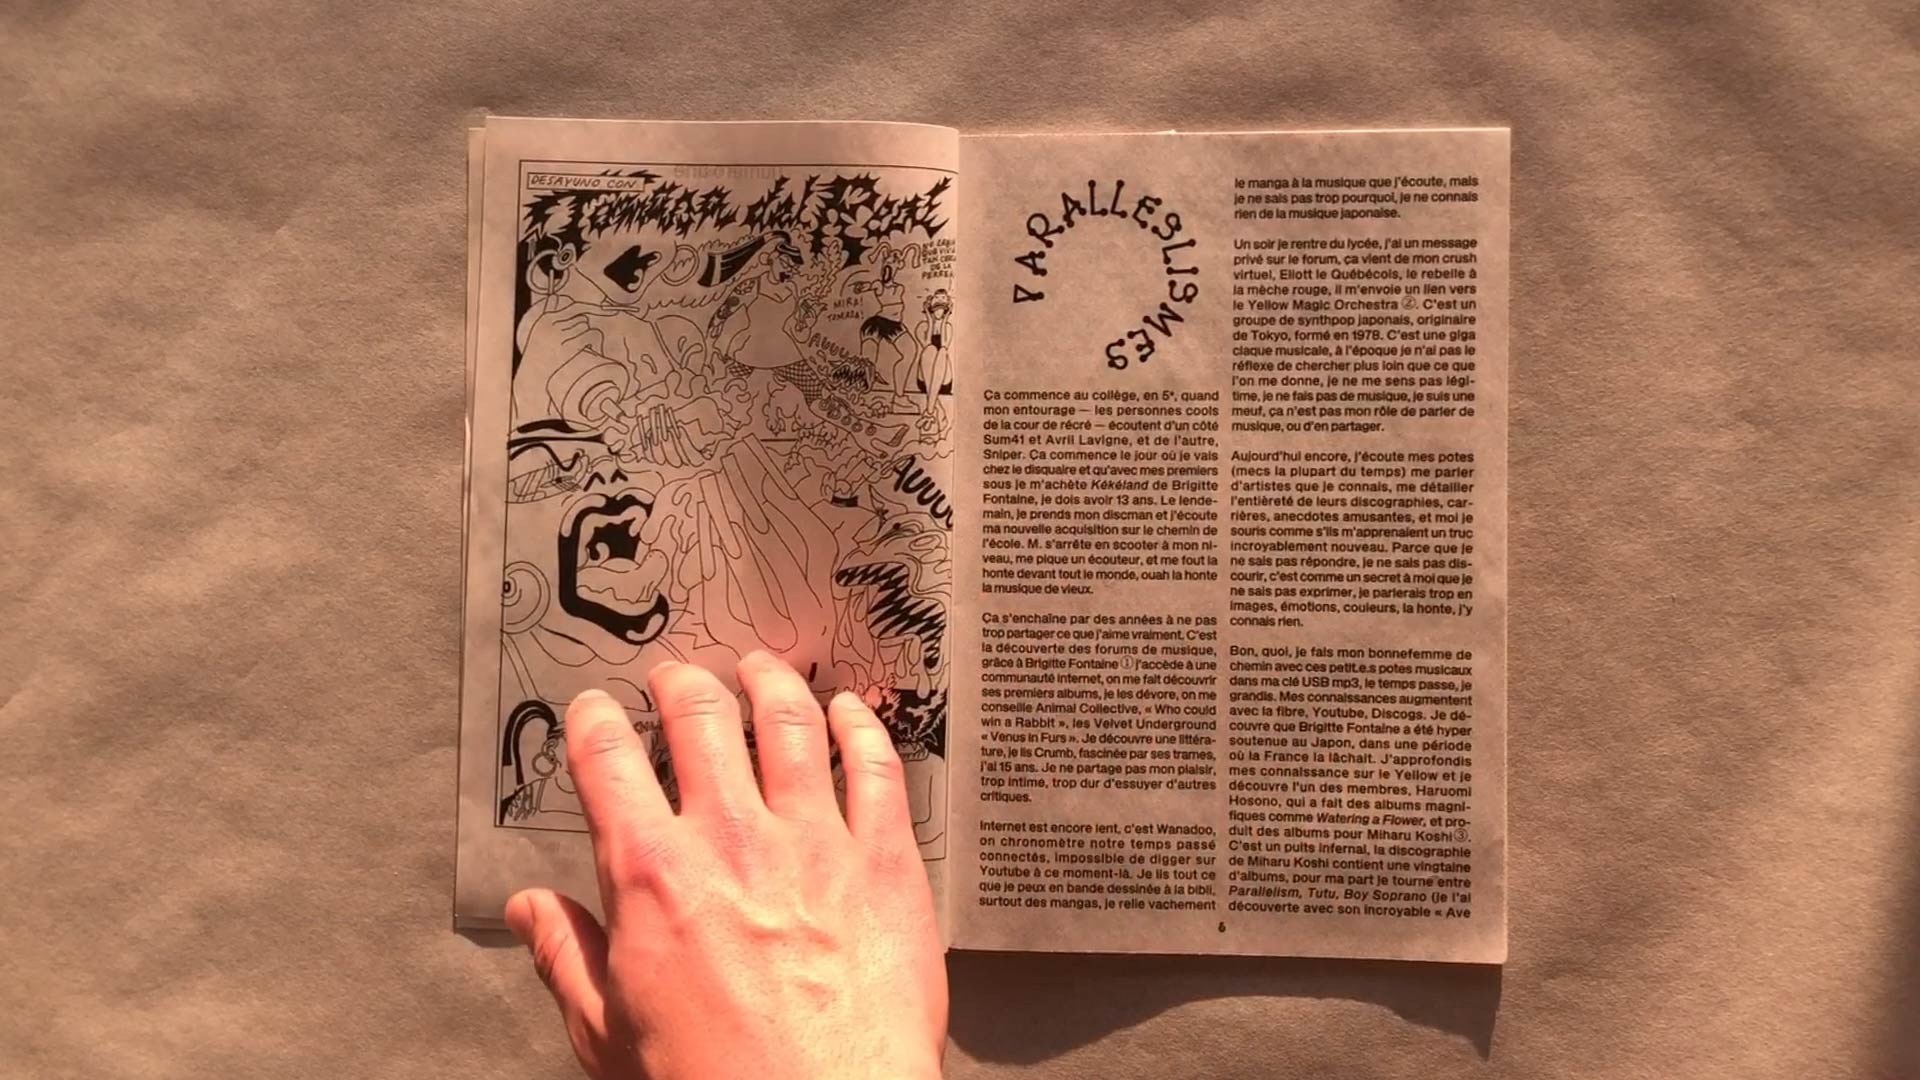 DESAYUNO CON
Tomasa del Real
MIRA!
TOMASA!
AUUUU
PARALLESLISMES
Ça commence au collège, en 5ᵉ, quand
mon entourage — les personnes cools
de la cour de récré — écoutent d'un côté
Sum41 et Avril Lavigne, et de l'autre,
Sniper. Ça commence le jour où je vais
chez le disquaire et qu'avec mes premiers
sous je m'achète Kékéland de Brigitte
Fontaine, je dois avoir 13 ans. Le lende-
main, je prends mon discman et j'écoute
ma nouvelle acquisition sur le chemin de
l'école. M. s'arrête en scooter à mon ni-
veau, me pique un écouteur, et me fout la
honte devant tout le monde, ouah la honte
la musique de vieux.
Ça s'enchaîne par des années à ne pas
trop partager ce que j'aime vraiment. C'est
la découverte des forums de musique,
grâce à Brigitte Fontaine ① j'accède à une
communauté internet, on me fait découvrir
ses premiers albums, je les dévore, on me
conseille Animal Collective, « Who could
win a Rabbit », les Velvet Underground
« Venus in Furs ». Je découvre une littéra-
ture, je lis Crumb, fascinée par ses trames,
j'ai 15 ans. Je ne partage pas mon plaisir,
trop intime, trop dur d'essuyer d'autres
critiques.
Internet est encore lent, c'est Wanadoo,
on chronomètre notre temps passé
connectés, impossible de digger sur
Youtube à ce moment-là. Je lis tout ce
que je peux en bande dessinée à la bibli,
surtout des mangas, je relie vachement
le manga à la musique que j'écoute, mais
je ne sais pas trop pourquoi, je ne connais
rien de la musique japonaise.
Un soir je rentre du lycée, j'ai un message
privé sur le forum, ça vient de mon crush
virtuel, Eliott le Québécois, le rebelle à
la mèche rouge, il m'envoie un lien vers
le Yellow Magic Orchestra ②. C'est un
groupe de synthpop japonais, originaire
de Tokyo, formé en 1978. C'est une giga
claque musicale, à l'époque je n'ai pas le
réflexe de chercher plus loin que ce que
l'on me donne, je ne me sens pas légi-
time, je ne fais pas de musique, je suis une
meuf, ça n'est pas mon rôle de parler de
musique, ou d'en partager.
Aujourd'hui encore, j'écoute mes potes
(mecs la plupart du temps) me parler
d'artistes que je connais, me détailler
l'entièreté de leurs discographies, car-
rières, anecdotes amusantes, et moi je
souris comme s'ils m'apprenaient un truc
incroyablement nouveau. Parce que je
ne sais pas répondre, je ne sais pas dis-
courir, c'est comme un secret à moi que je
ne sais pas exprimer, je parlerais trop en
images, émotions, couleurs, la honte, j'y
connais rien.
Bon, quoi, je fais mon bonnefemme de
chemin avec ces petit.e.s potes musicaux
dans ma clé USB mp3, le temps passe, je
grandis. Mes connaissances augmentent
avec la fibre, Youtube, Discogs. Je dé-
couvre que Brigitte Fontaine a été hyper
soutenue au Japon, dans une période
où la France la lâchait. J'approfondis
mes connaissance sur le Yellow et je
découvre l'un des membres, Haruomi
Hosono, qui a fait des albums magni-
fiques comme Watering a Flower, et pro-
duit des albums pour Miharu Koshi ③.
C'est un puits infernal, la discographie
de Miharu Koshi contient une vingtaine
d'albums, pour ma part je tourne entre
Parallelism, Tutu, Boy Soprano (je l'ai
découverte avec son incroyable « Ave
6